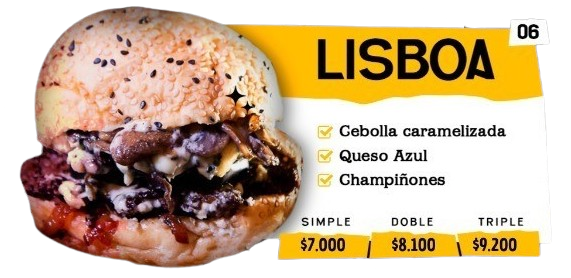 06
LISBOA
Cebolla caramelizada
Queso Azul
Champiñones
SIMPLE DOBLE TRIPLE
$7.000 $8.100 $9.200